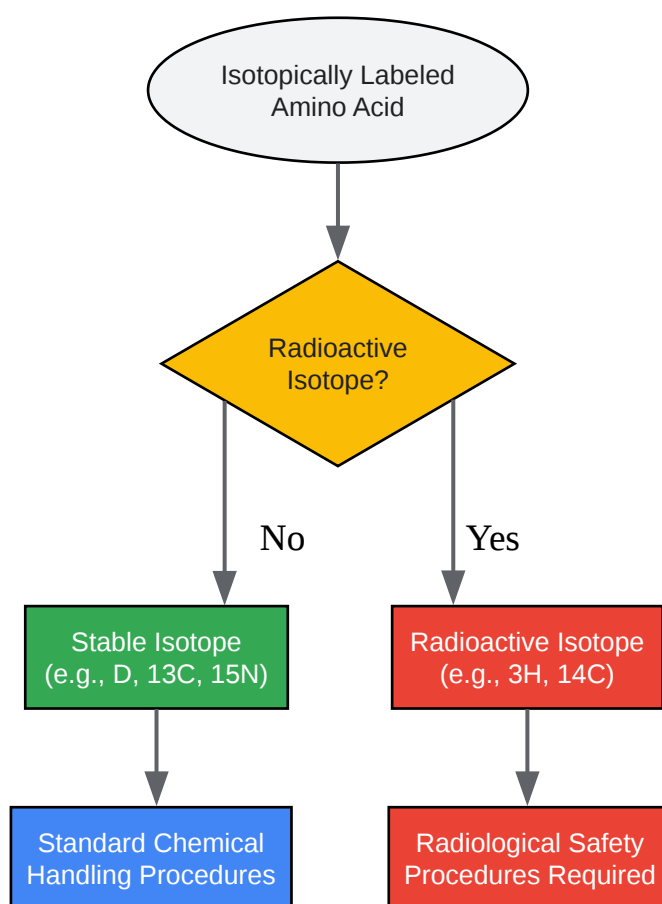 Isotopically Labeled
Amino Acid
Radioactive
Isotope?
No
Yes
Stable Isotope
(e.g., D, 13C, 15N)
Radioactive Isotope
(e.g., 3H, 14C)
Standard Chemical
Handling Procedures
Radiological Safety
Procedures Required